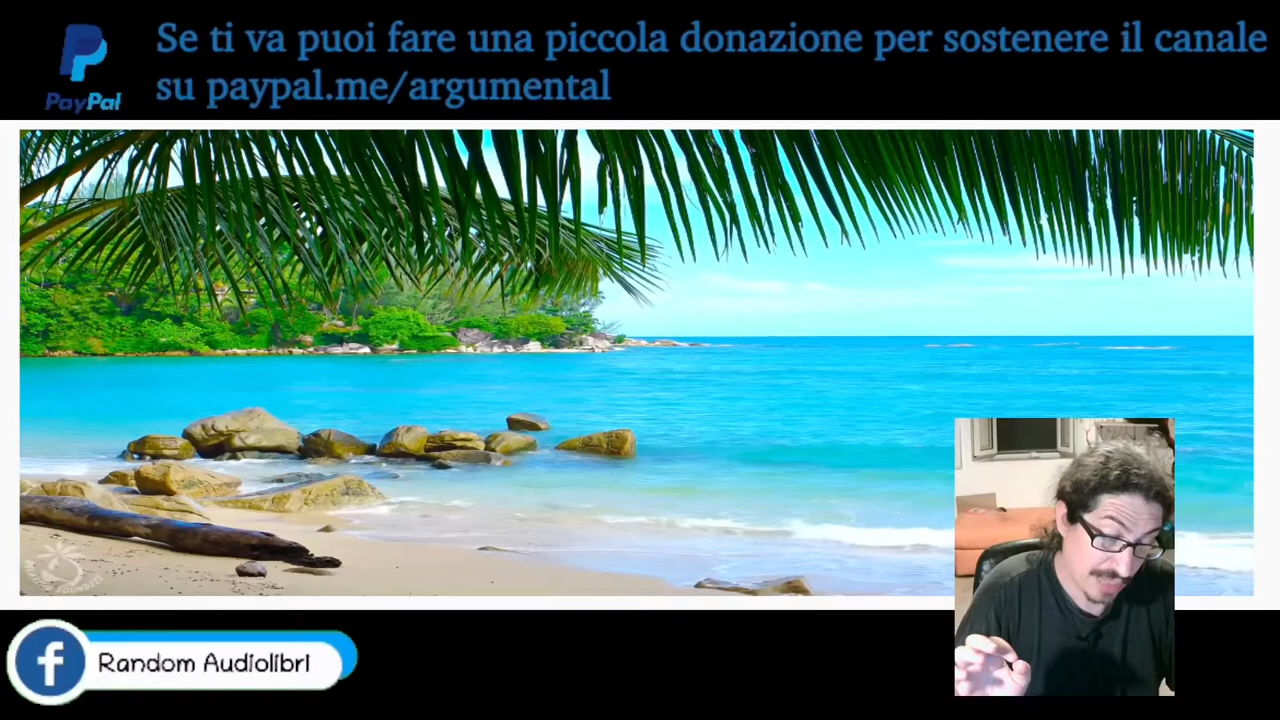 Se ti va puoi fare una piccola donazione per sostenere il canale
su paypal.me/argumental
PayPal
Random Audiolibri